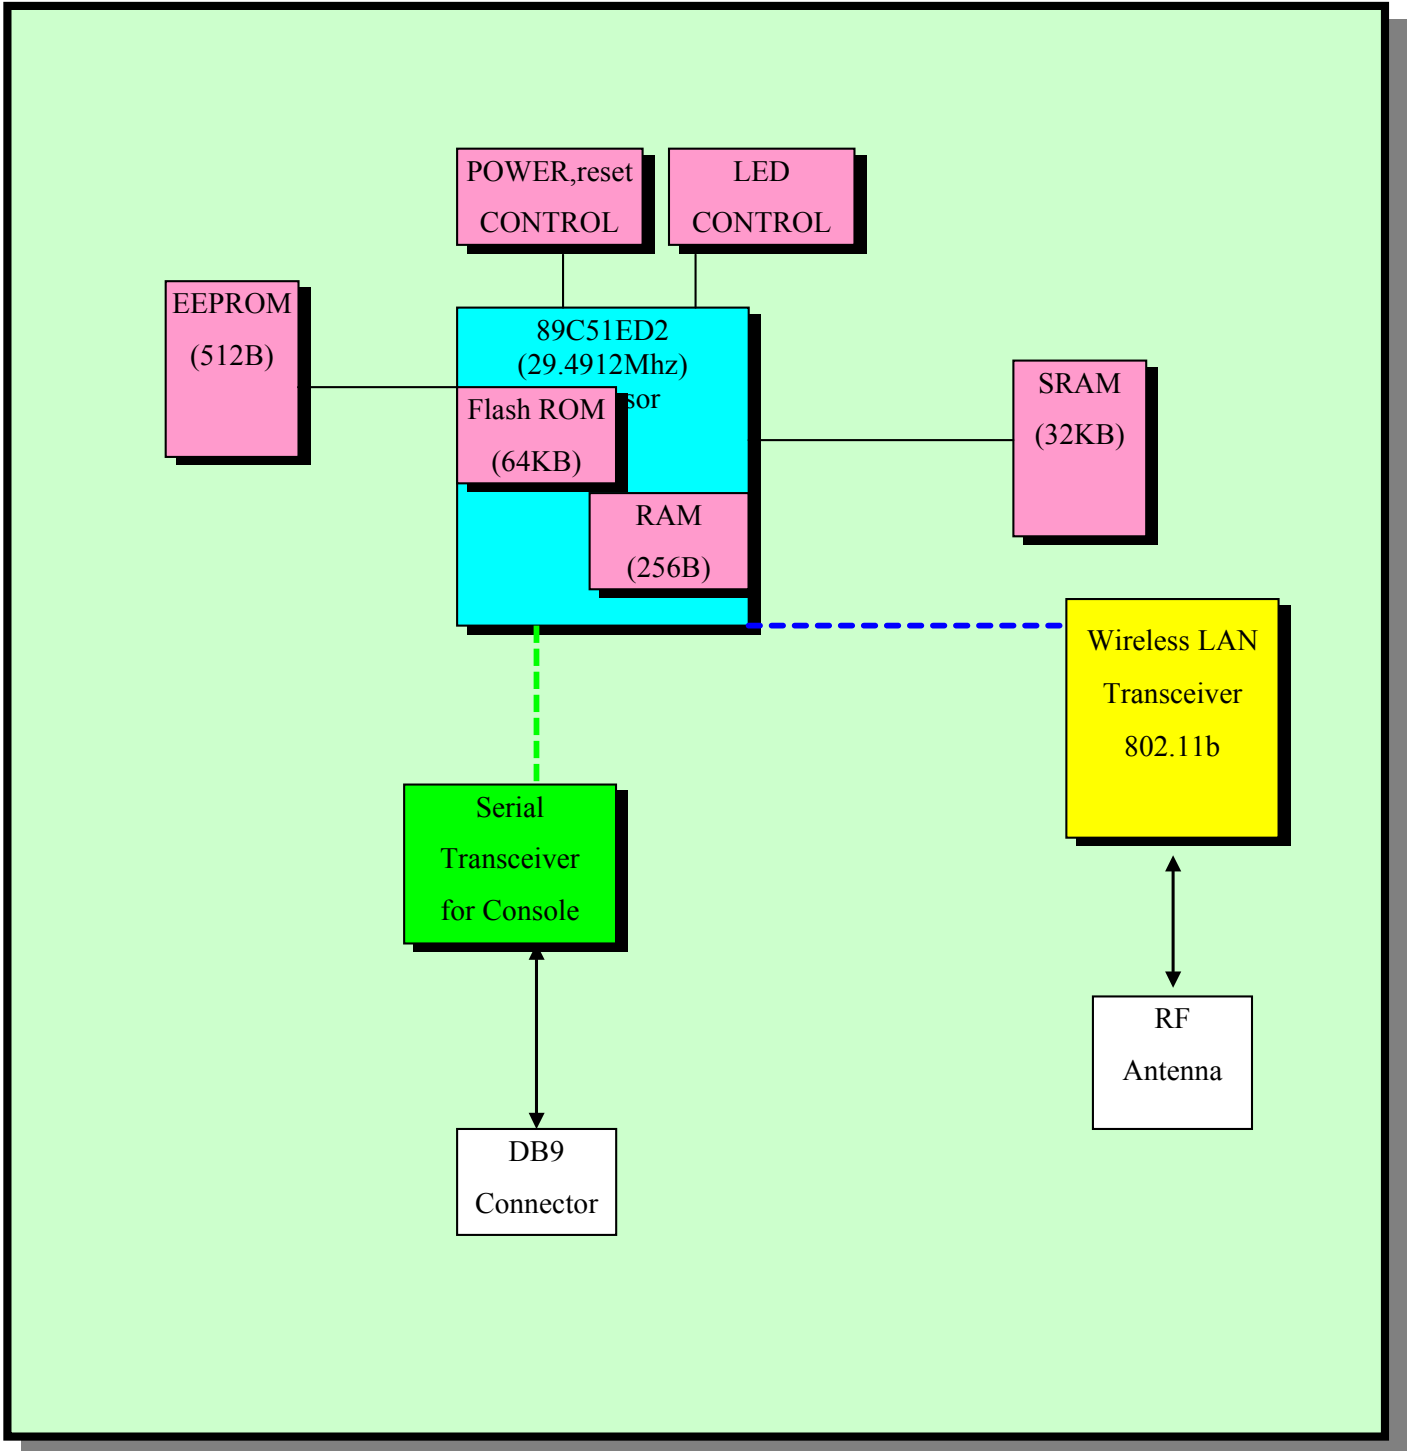 POWER,reset
CONTROL
LED
CONTROL
EEPROM
(512B)
89C51ED2
(29.4912Mhz)
sor
Flash ROM
(64KB)
RAM
(256B)
SRAM
(32KB)
Wireless LAN
Transceiver
802.11b
Serial
Transceiver
for Console
RF
Antenna
DB9
Connector